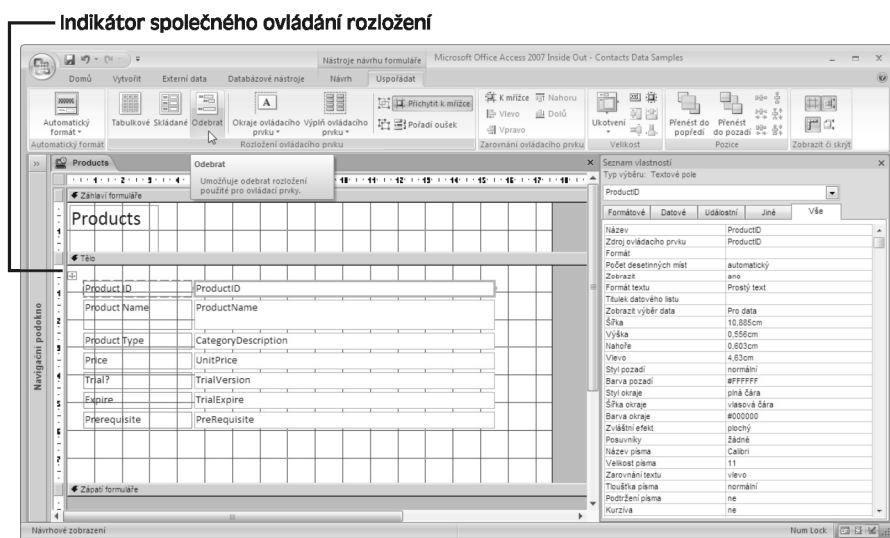 Indikátor společného ovládání rozložení
Nástroje návrhu formuláře
Microsoft Office Access 2007 Inside Out - Contacts Data Samples
Domů
Vytvořit
Externí data
Databázové nástroje
Návrh
Uspořádat
Automatický formát
Tabulkové
Skládané
Odebrat
Okraje ovládacího prvku
Výplň ovládacího prvku
Přichytit k mřížce
Pořadí oušek
K mřížce
Nahoru
Vlevo
Dolů
Vpravo
Ukotvení
Přenést do popředí
Přenést do pozadí
Automatický formát
Rozložení ovládacího prvku
Zarovnání ovládacího prvku
Velikost
Pozice
Zobrazit či skrýt
Products
Odebrat
Umožňuje odebrat rozložení
použité pro ovládací prvky.
Záhlaví formuláře
Products
Tělo
Product ID ProductID
Product Name ProductName
Product Type CategoryDescription
Price UnitPrice
Trial? TrialVersion
Expire TrialExpire
Prerequisite PreRequisite
Zápatí formuláře
Navigační podokno
Seznam vlastností
Typ výběru: Textové pole
ProductID
Formátové
Datové
Událostní
Jiné
Vše
Název ProductID
Zdroj ovládacího prvku ProductID
Formát
Počet desetinných míst automatický
Zobrazit ano
Formát textu Prostý text
Titulek datového listu
Zobrazit výběr data Pro data
Šířka 10,885cm
Výška 0,556cm
Nahoře 0,603cm
Vlevo 4,63cm
Styl pozadí normální
Barva pozadí #FFFFFF
Styl okraje plná čára
Šířka okraje vlasová čára
Barva okraje #000000
Zvláštní efekt plochý
Posuvníky žádné
Název písma Calibri
Velikost písma 11
Zarovnání textu vlevo
Tloušťka písma normální
Podtržení písma ne
Kurzíva ne
Návrhové zobrazení
Num Lock